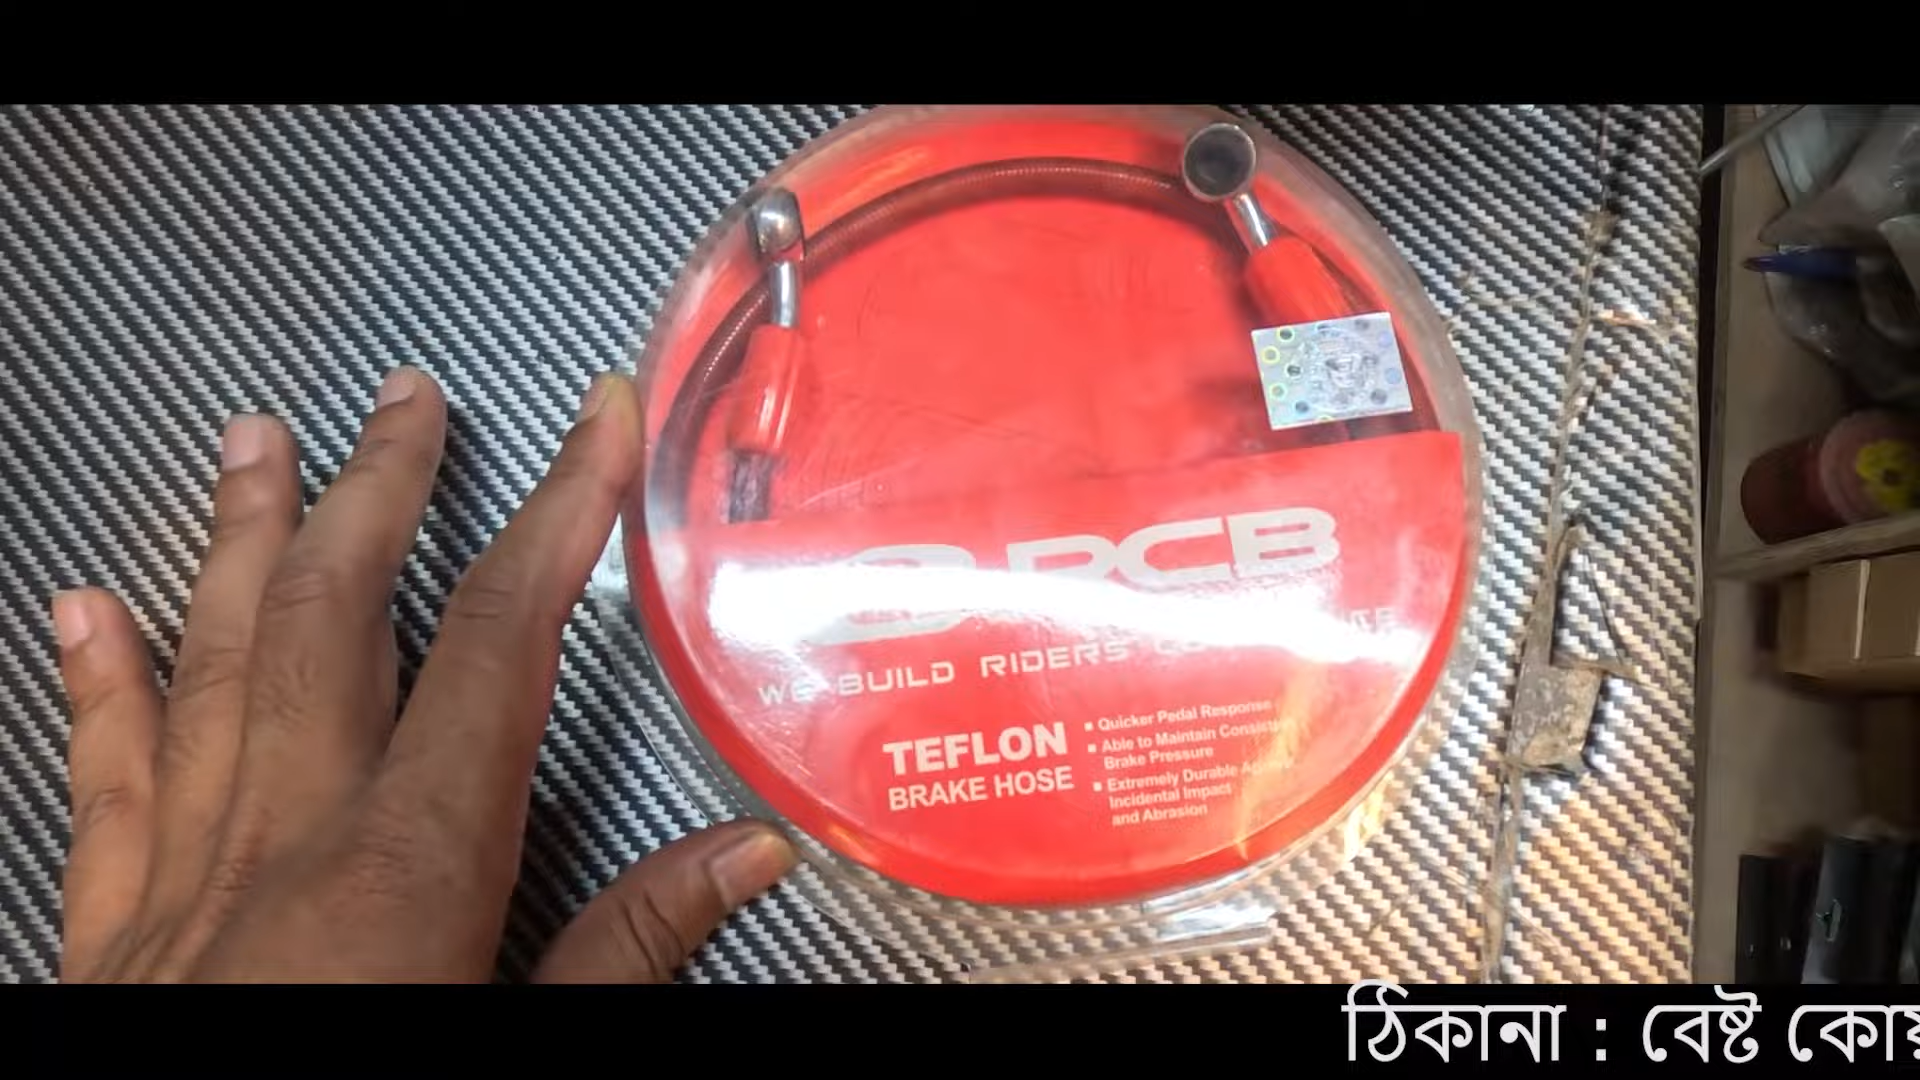 RCB
WE BUILD RIDERS
TEFLON
BRAKE HOSE
▪ Quicker Pedal Response
▪ Able to Maintain
Brake Pressure
▪ Extremely Durable
Incidental Impact
and Abrasion
ঠিকানা : বেষ্ট